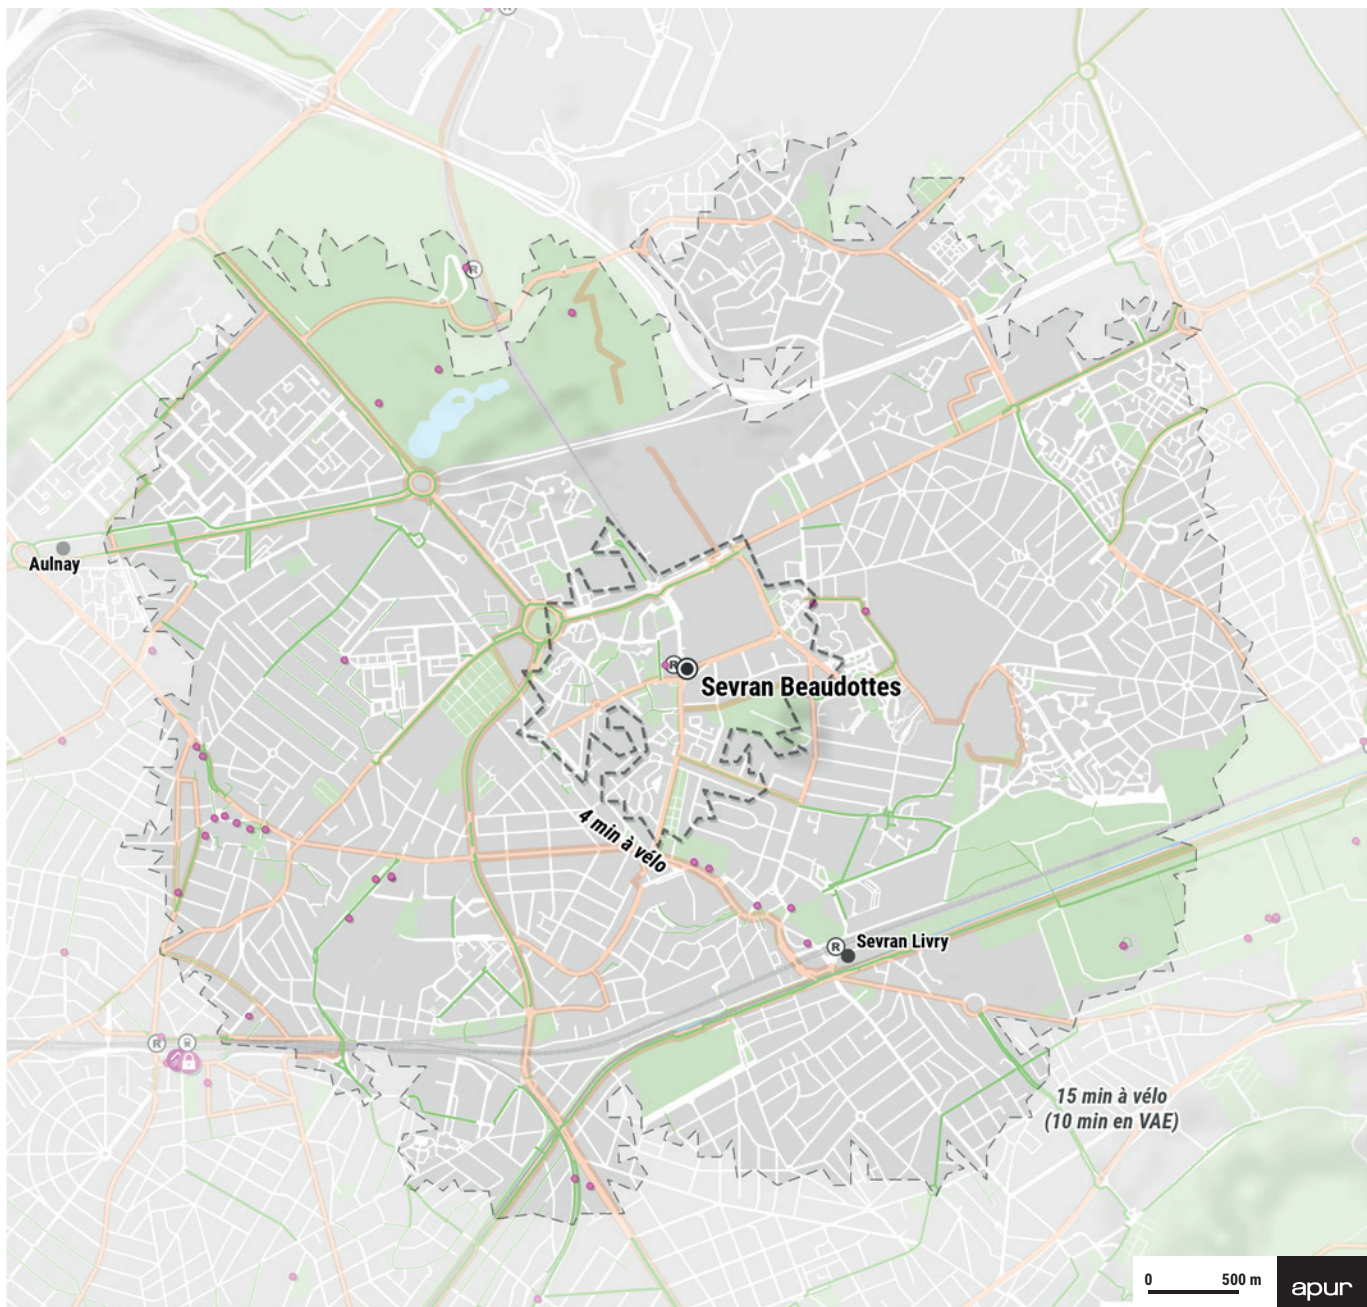 R
R
Aulnay
R
Sevran Beaudottes
4 min à vélo
R
Sevran Livry
R
15 min à vélo
(10 min en VAE)
0 500 m
apur